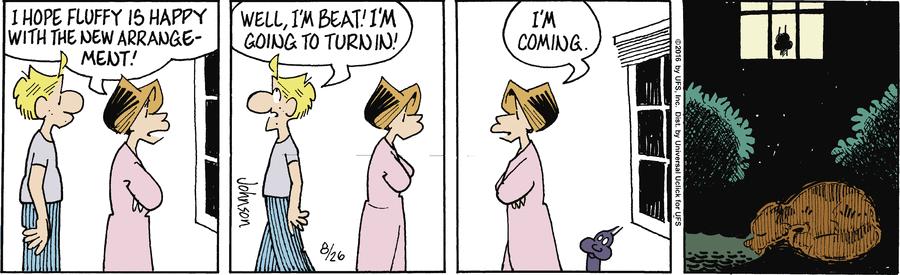 I HOPE FLUFFY IS HAPPY
WITH THE NEW ARRANGE-
MENT!
WELL, I'M BEAT! I'M
GOING TO TURN IN!
Johnson
8/26
I'M
COMING.
©2016 by UFS, Inc. Dist. by Universal Uclick for UFS